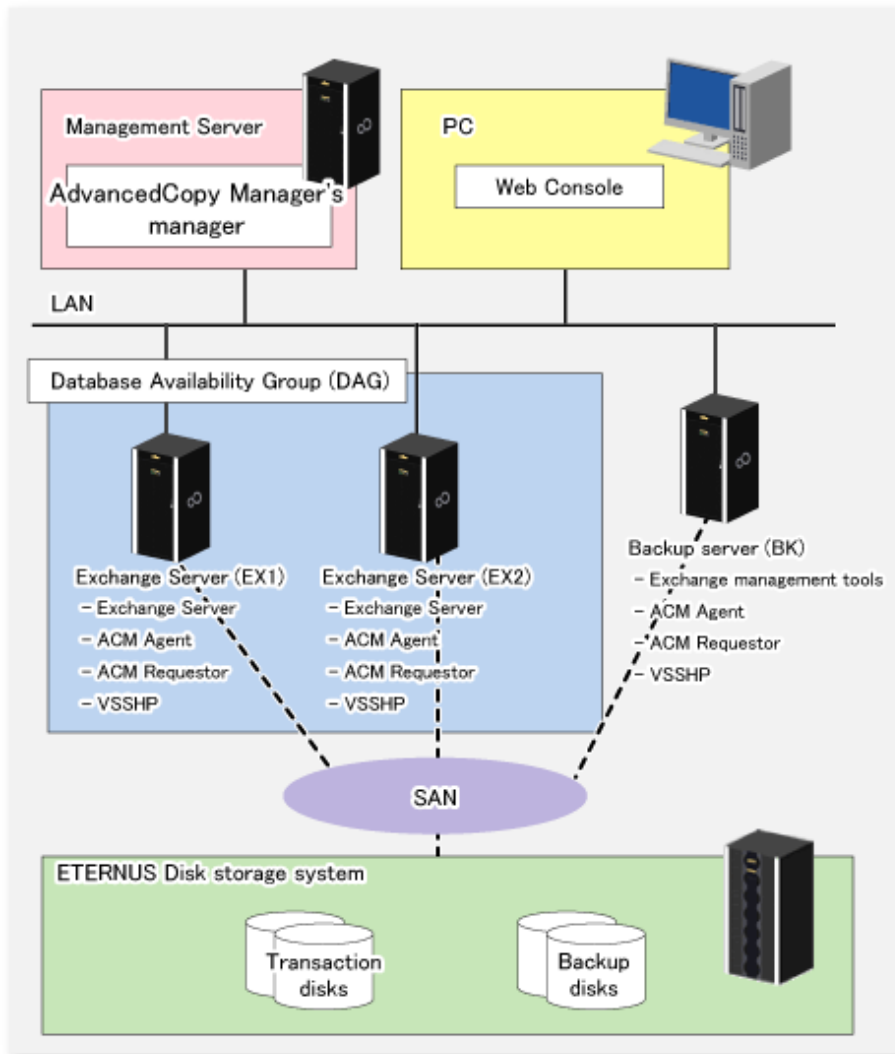 Management Server
AdvancedCopy Manager's
manager
PC
Web Console
LAN
Database Availability Group (DAG)
Exchange Server (EX1)
- Exchange Server
- ACM Agent
- ACM Requestor
- VSSHP
Exchange Server (EX2)
- Exchange Server
- ACM Agent
- ACM Requestor
- VSSHP
Backup server (BK)
- Exchange management tools
- ACM Agent
- ACM Requestor
- VSSHP
SAN
ETERNUS Disk storage system
Transaction
disks
Backup
disks